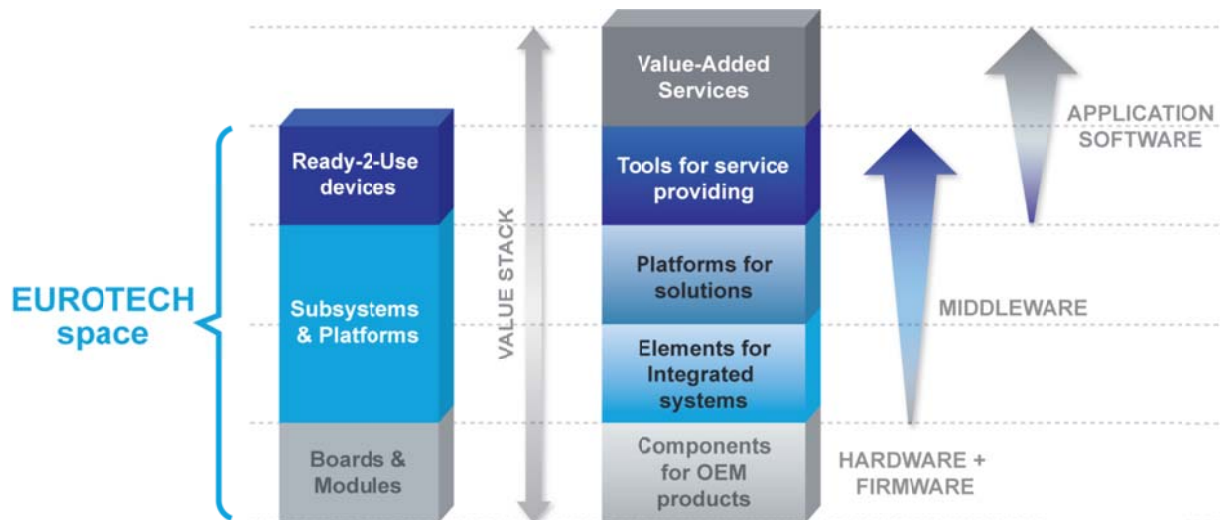 EUROTECH
space
Ready-2-Use
devices
Subsystems
& Platforms
Boards &
Modules
VALUE STACK
Value-Added
Services
Tools for service
providing
Platforms for
solutions
Elements for
Integrated
systems
Components
for OEM
products
APPLICATION
SOFTWARE
MIDDLEWARE
HARDWARE +
FIRMWARE